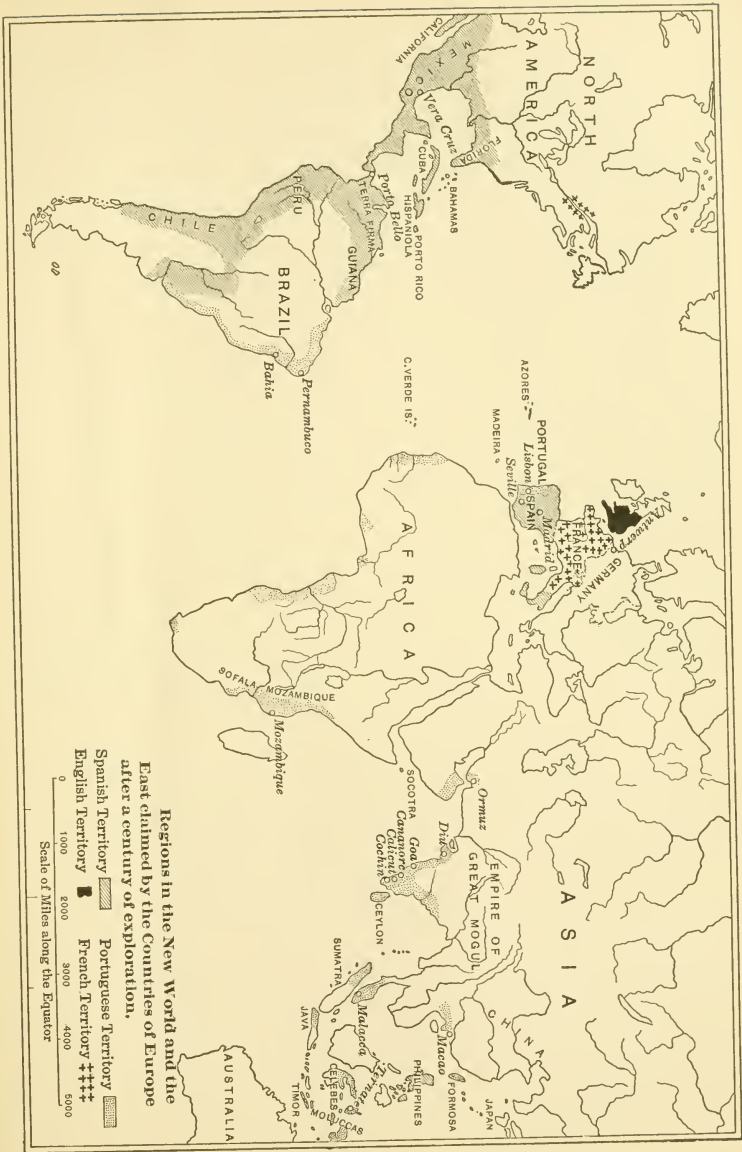 NORTH
AMERICA
CALIFORNIA
MEXICO
Vera Cruz
FLORIDA
CUBA
BAHAMAS
HISPANIOLA
PORTO RICO
Porto
Bello
TERRA FIRMA
GUIANA
PERU
BRAZIL
CHILE
Bahia
Pernambuco
AZORES
C. VERDE IS.
MADEIRA
PORTUGAL
Lisbon
Seville
SPAIN
Madrid
FRANCE
Antwerp
GERMANY
AFRICA
SOFALA
MOZAMBIQUE
Mozambique
SOCOTRA
Ormuz
Diu
Goa
Cananore
Calicut
Cochin
CEYLON
EMPIRE OF
GREAT MOGUL
ASIA
CHINA
Macao
JAPAN
FORMOSA
PHILIPPINES
SUMATRA
Malacca
JAVA
CELEBES
MOLUCCAS
TIMOR
AUSTRALIA
Regions in the New World and the
East claimed by the Countries of Europe
after a century of exploration.
Spanish Territory
Portuguese Territory
English Territory
French Territory
0 1000 2000 3000 4000 5000
Scale of Miles along the Equator